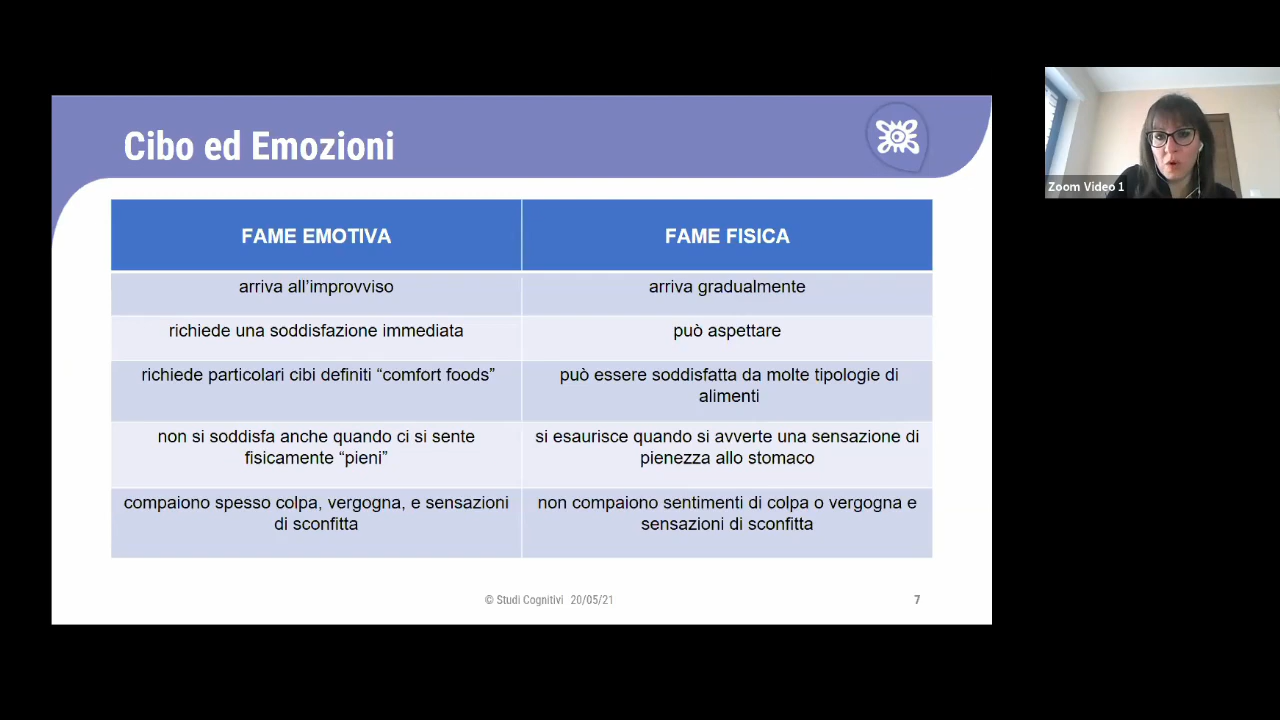 Cibo ed Emozioni
Zoom Video 1
FAME EMOTIVA
FAME FISICA
arriva all’improvviso
arriva gradualmente
richiede una soddisfazione immediata
può aspettare
richiede particolari cibi definiti “comfort foods”
può essere soddisfatta da molte tipologie di
alimenti
non si soddisfa anche quando ci si sente
fisicamente “pieni”
si esaurisce quando si avverte una sensazione di
pienezza allo stomaco
compaiono spesso colpa, vergogna, e sensazioni
di sconfitta
non compaiono sentimenti di colpa o vergogna e
sensazioni di sconfitta
© Studi Cognitivi 20/05/21
7